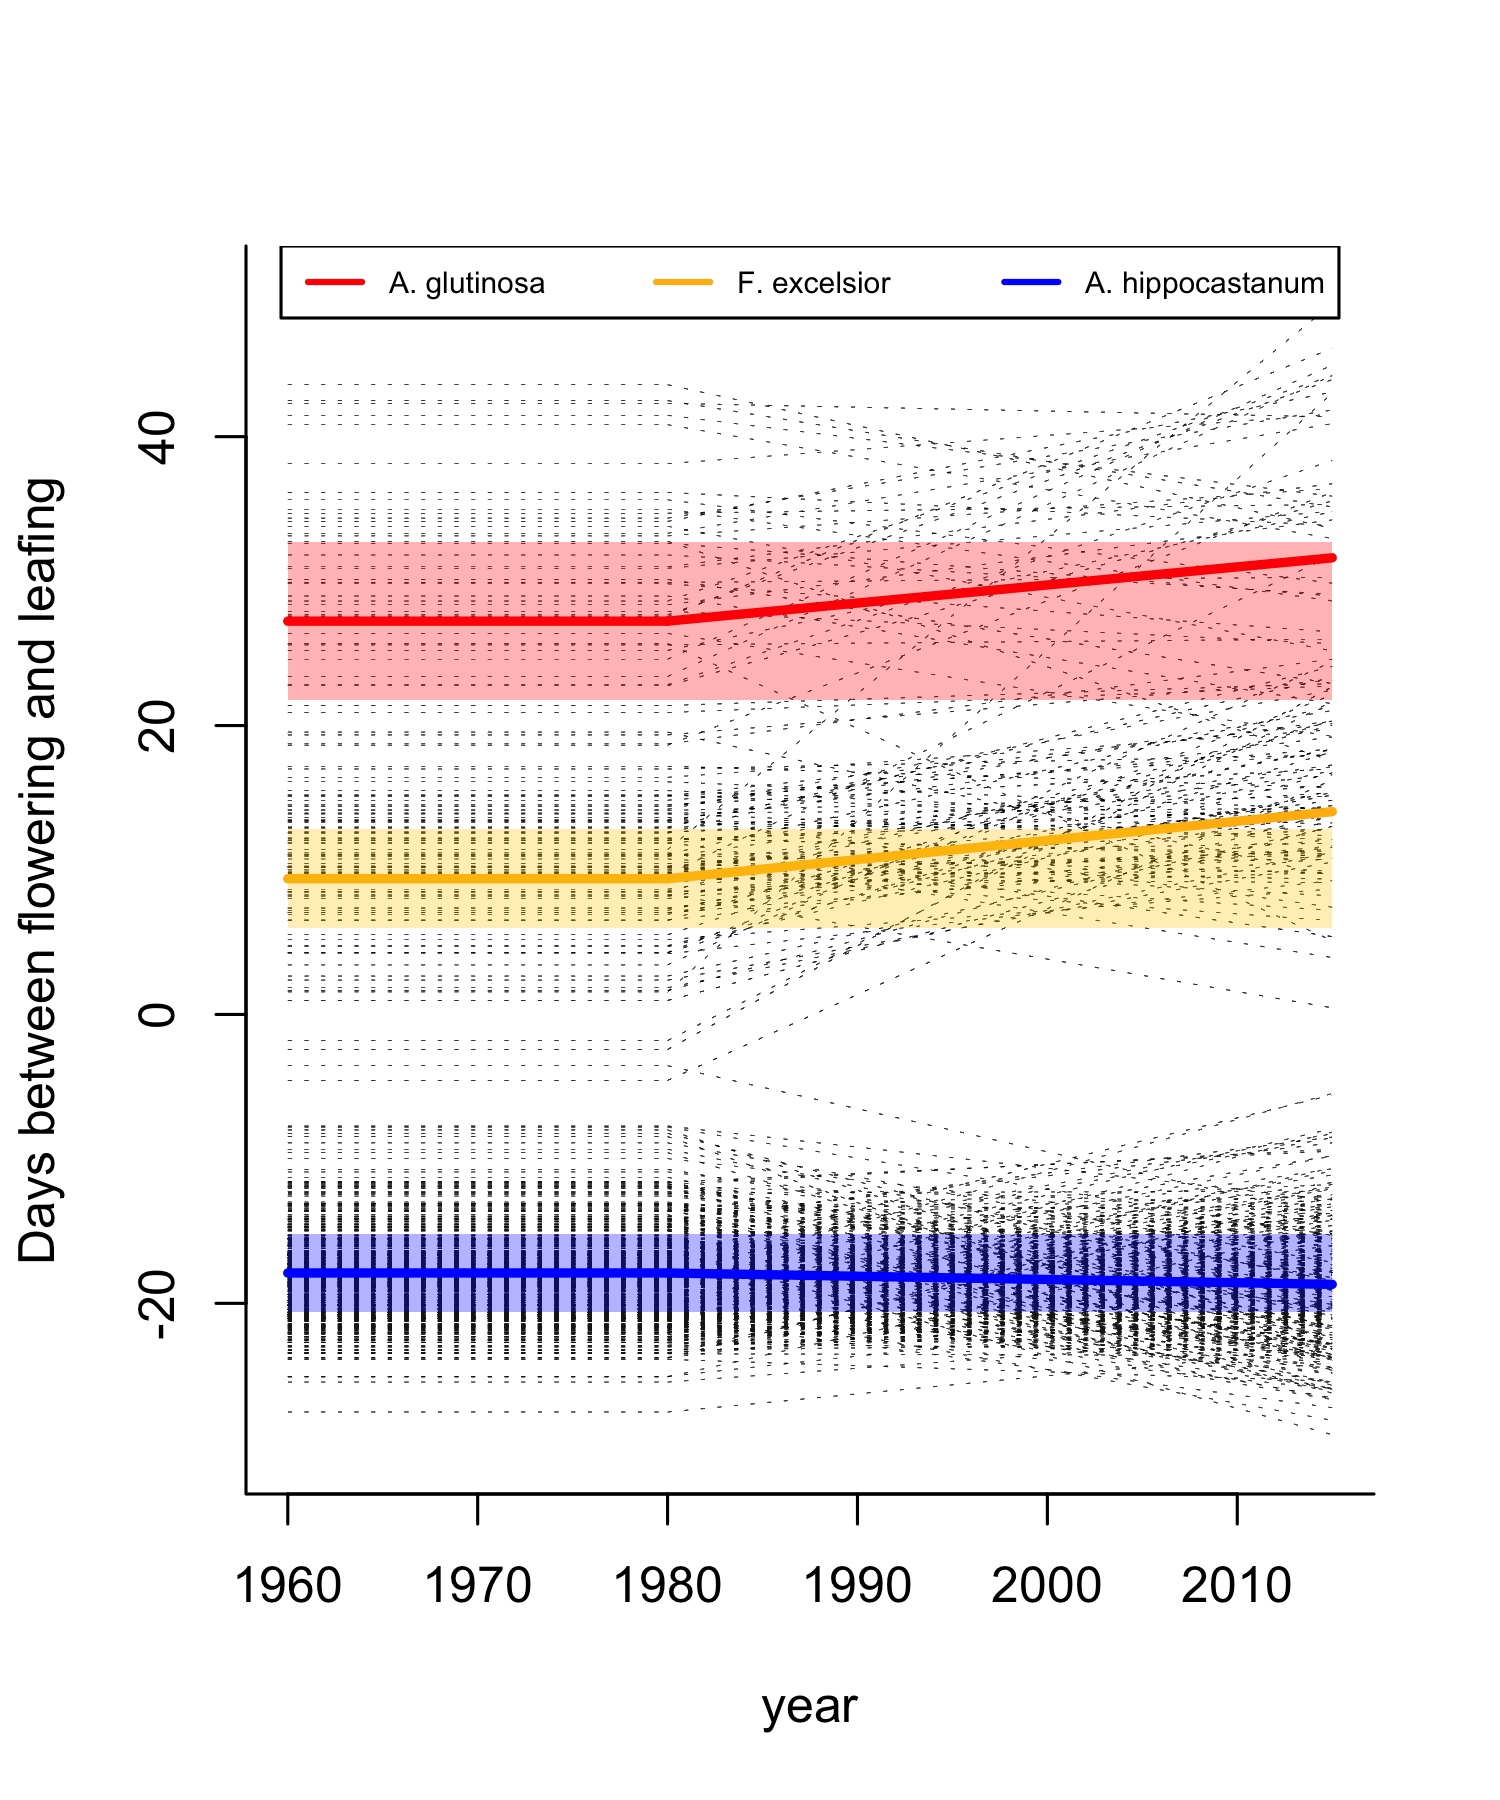 A. glutinosa
F. excelsior
A. hippocastanum
Days between flowering and leafing
40
20
0
-20
1960
1970
1980
1990
2000
2010
year